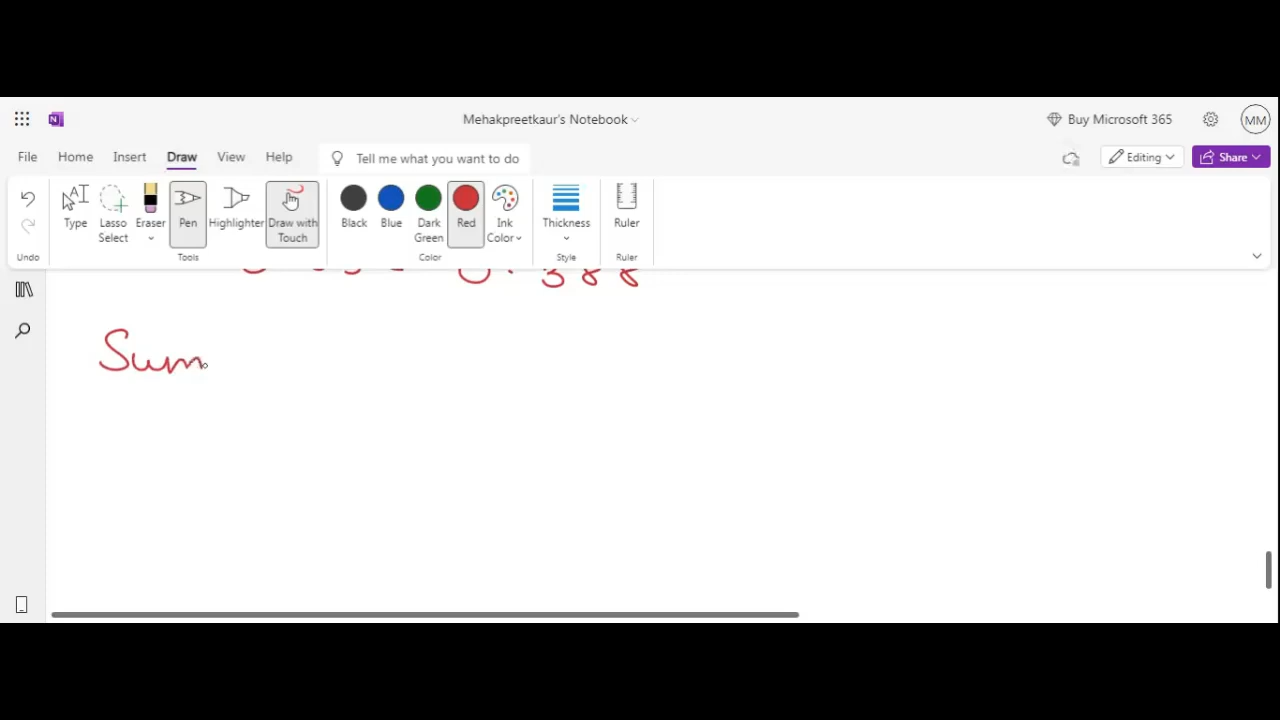 Mehakpreetkaur's Notebook
Buy Microsoft 365
MM
File Home Insert Draw View Help
Tell me what you want to do
Editing
Share
Type
Lasso Select
Eraser
Pen
Highlighter
Draw with Touch
Black
Blue
Dark Green
Red
Ink Color
Thickness
Ruler
Undo
Tools
Color
Style
Ruler
Sum